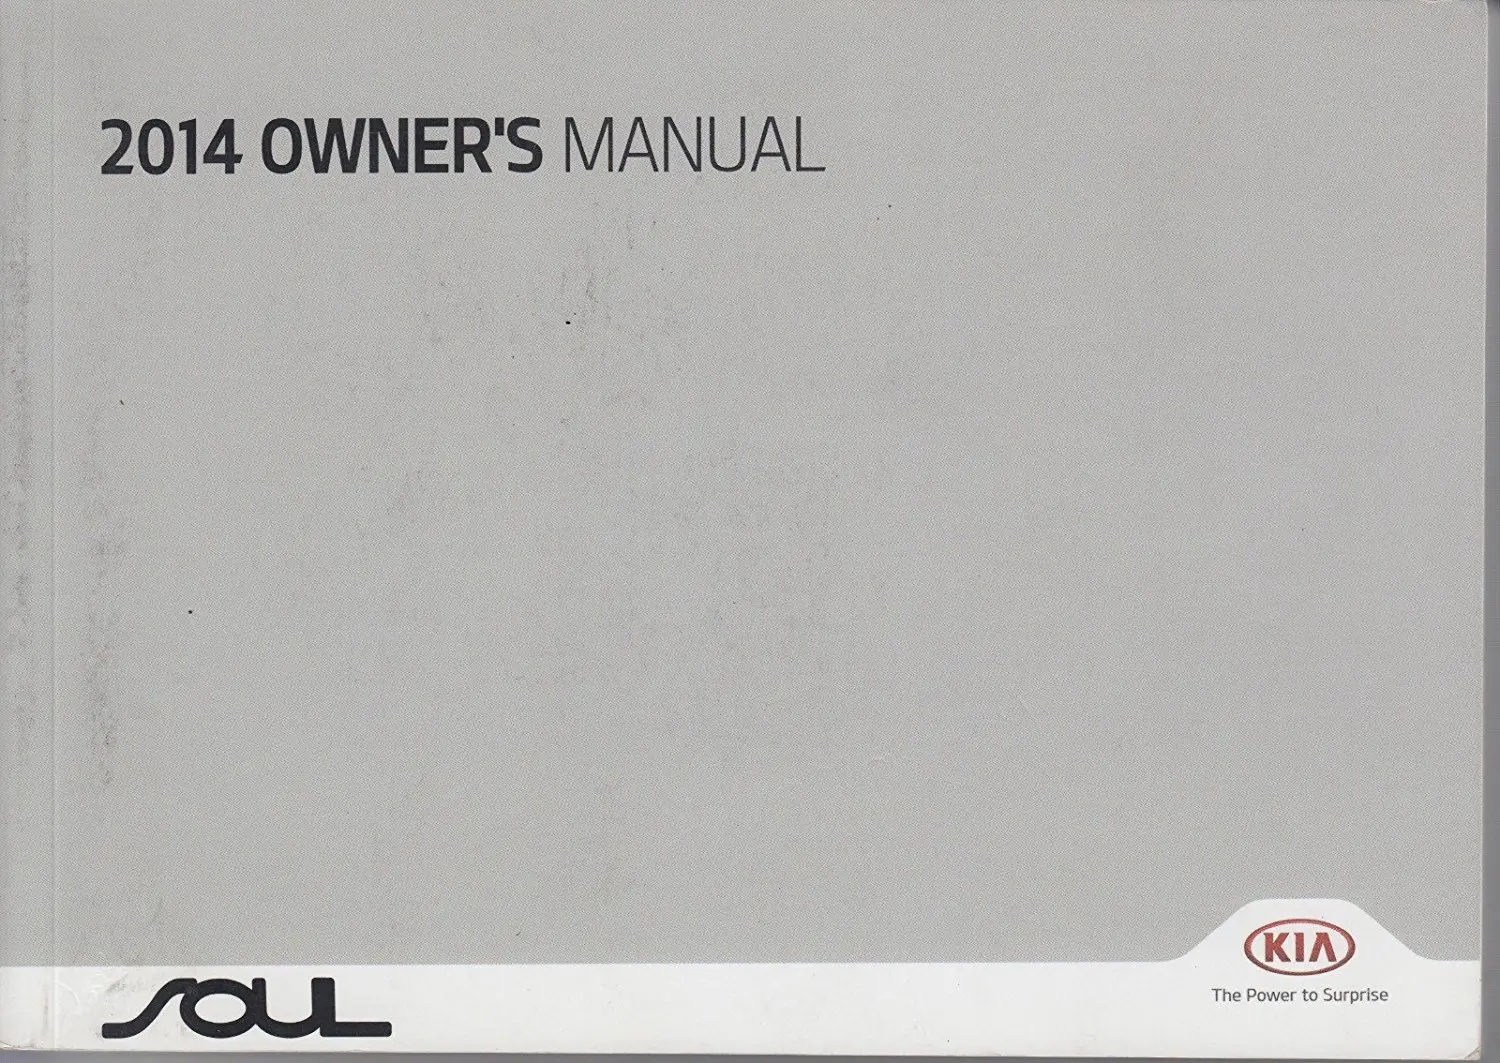 2014 OWNER'S MANUAL
SOUL
KIA
The Power to Surprise